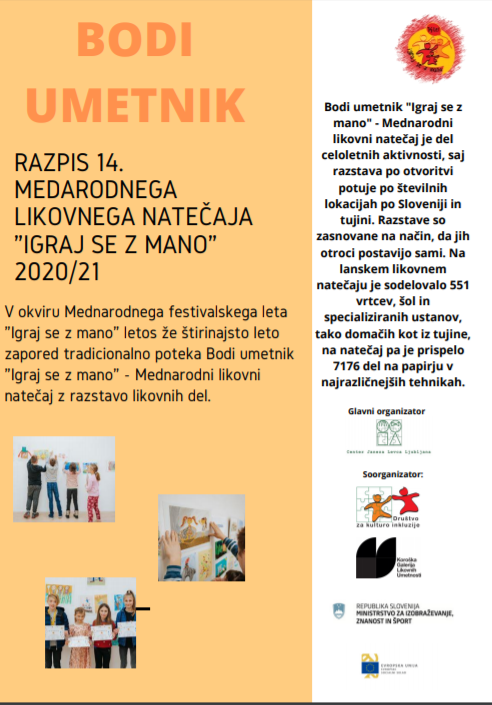 BODI
UMETNIK
RAZPIS 14.
MEDARODNEGA
LIKOVNEGA NATEČAJA
"IGRAJ SE Z MANO"
2020/21
V okviru Mednarodnega festivalskega leta
"Igraj se z mano" letos že štirinajsto leto
zapored tradicionalno poteka Bodi umetnik
"Igraj se z mano" - Mednarodni likovni
natečaj z razstavo likovnih del.
Bodi umetnik "Igraj se z
mano" - Mednarodni
likovni natečaj je del
celoletnih aktivnosti, saj
razstava po otvoritvi
potuje po številnih
lokacijah po Sloveniji in
tujini. Razstave so
zasnovane na način, da jih
otroci postavijo sami. Na
lanskem likovnem
natečaju je sodelovalo 551
vrtcev, šol in
specializiranih ustanov,
tako domačih kot iz tujine,
na natečaj pa je prispelo
7176 del na papirju v
najrazličnejših tehnikah.
Glavni organizator
Center Janeza Levca Ljubljana
Soorganizator:
Društvo
za kulturo inkluzije
Koroška
Galerija
Likovnih
Umetnosti
REPUBLIKA SLOVENIJA
MINISTRSTVO ZA IZOBRAŽEVANJE,
ZNANOST IN ŠPORT
EVROPSKA UNIJA